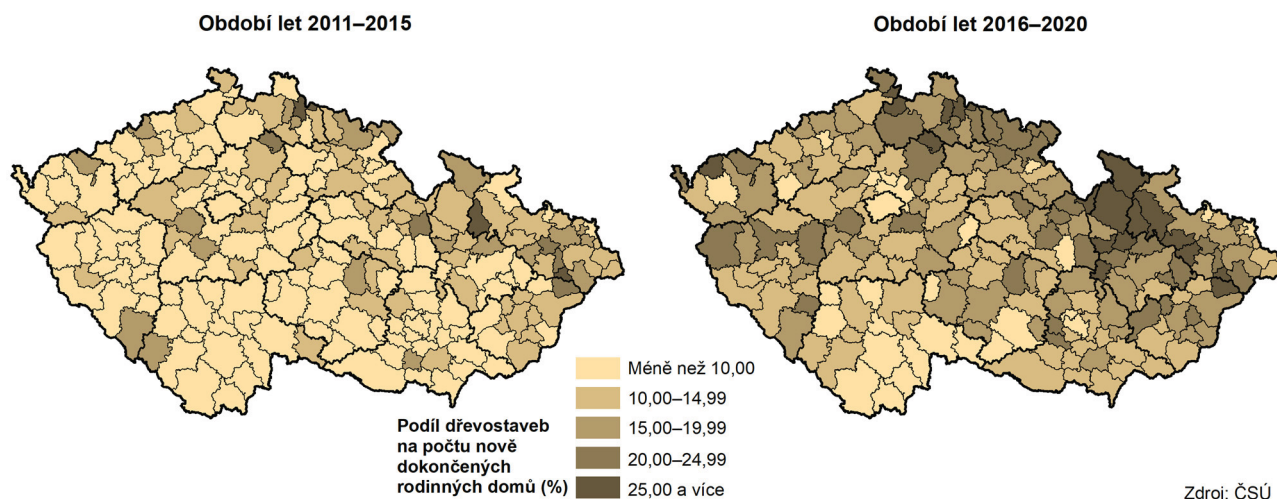 Období let 2011–2015
Období let 2016–2020
Podíl dřevostaveb
na počtu nově
dokončených
rodinných domů (%)
Méně než 10,00
10,00–14,99
15,00–19,99
20,00–24,99
25,00 a více
Zdroj: ČSÚ